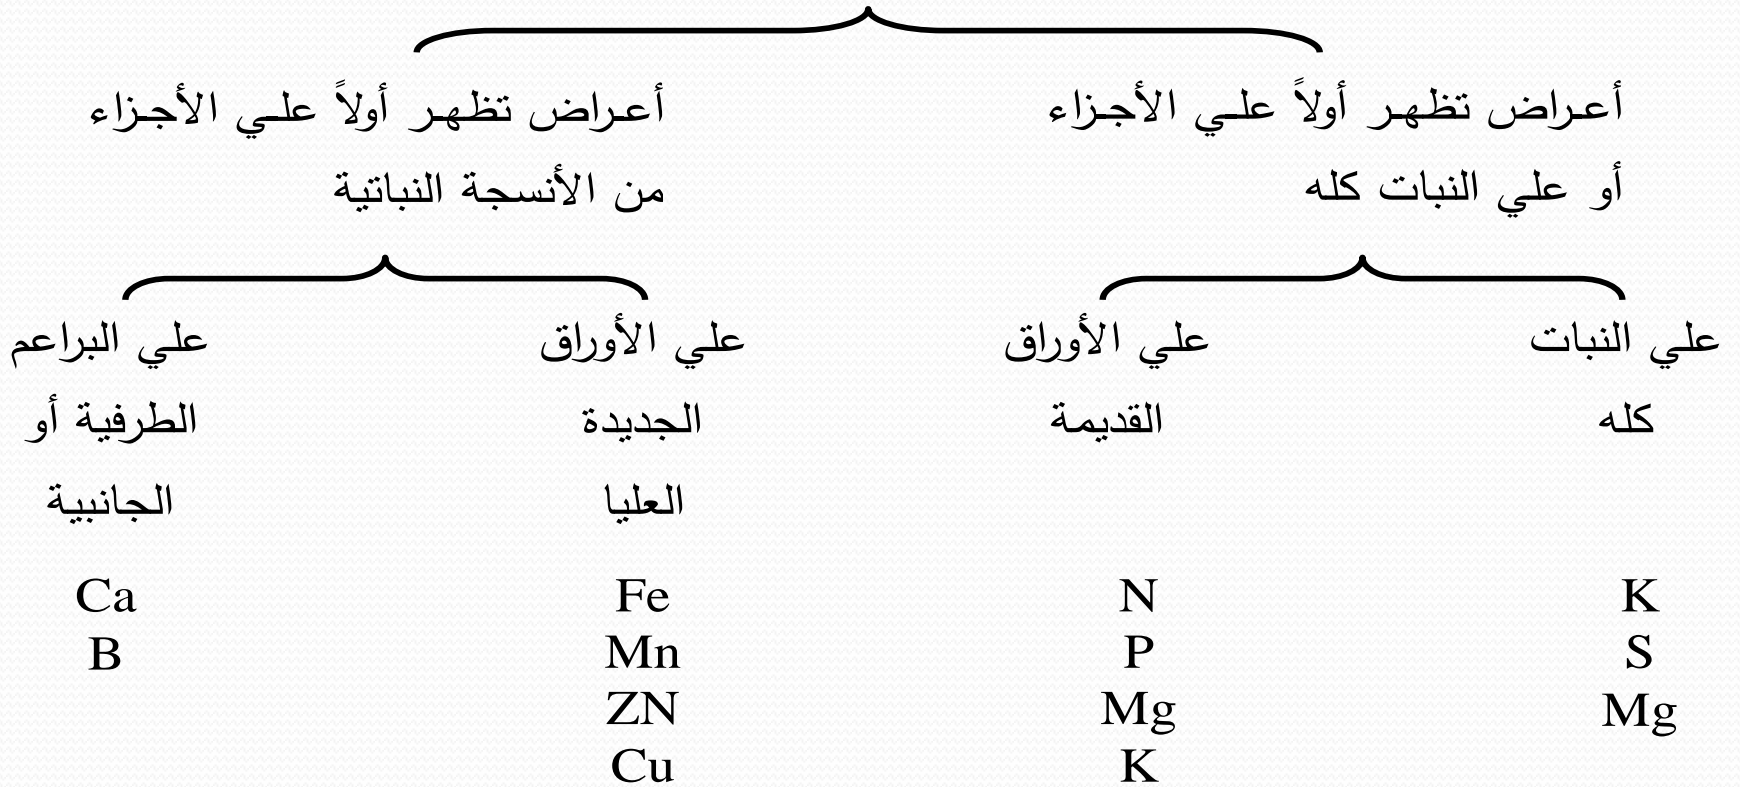 أعراض تظهر أولاً علي الأجزاء
أو علي النبات كله
أعراض تظهر أولاً علي الأجزاء
من الأنسجة النباتية
علي النبات
كله
K
S
Mg
علي الأوراق
القديمة
N
P
Mg
K
علي الأوراق
الجديدة
العليا
Fe
Mn
ZN
Cu
علي البراعم
الطرفية أو
الجانبية
Ca
B